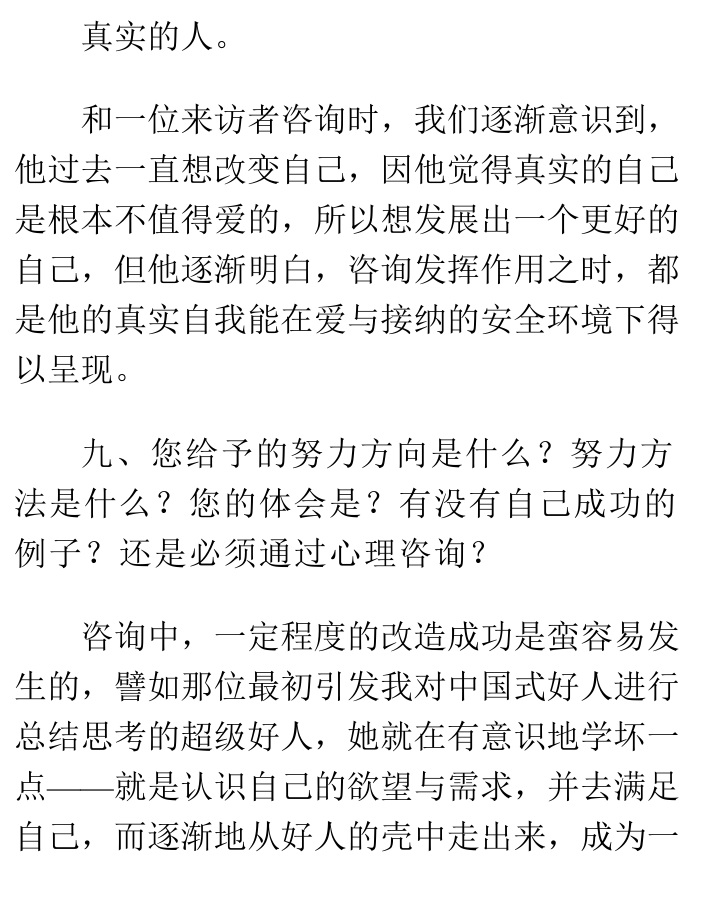 真实的人。
和一位来访者咨询时，我们逐渐意识到，
他过去一直想改变自己，因他觉得真实的自己
是根本不值得爱的，所以想发展出一个更好的
自己，但他逐渐明白，咨询发挥作用之时，都
是他的真实自我能在爱与接纳的安全环境下得
以呈现。
九、您给予的努力方向是什么？努力方
法是什么？您的体会是？有没有自己成功的
例子？还是必须通过心理咨询？
咨询中，一定程度的改造成功是蛮容易发
生的，譬如那位最初引发我对中国式好人进行
总结思考的超级好人，她就在有意识地学坏一
点——就是认识自己的欲望与需求，并去满足
自己，而逐渐地从好人的壳中走出来，成为一